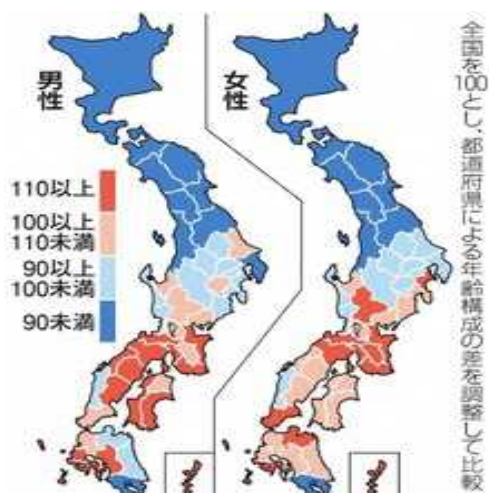 全国を100とし、都道府県による年齢構成の差を調整して比較
男性
女性
110以上
100以上
110未満
90以上
100未満
90未満